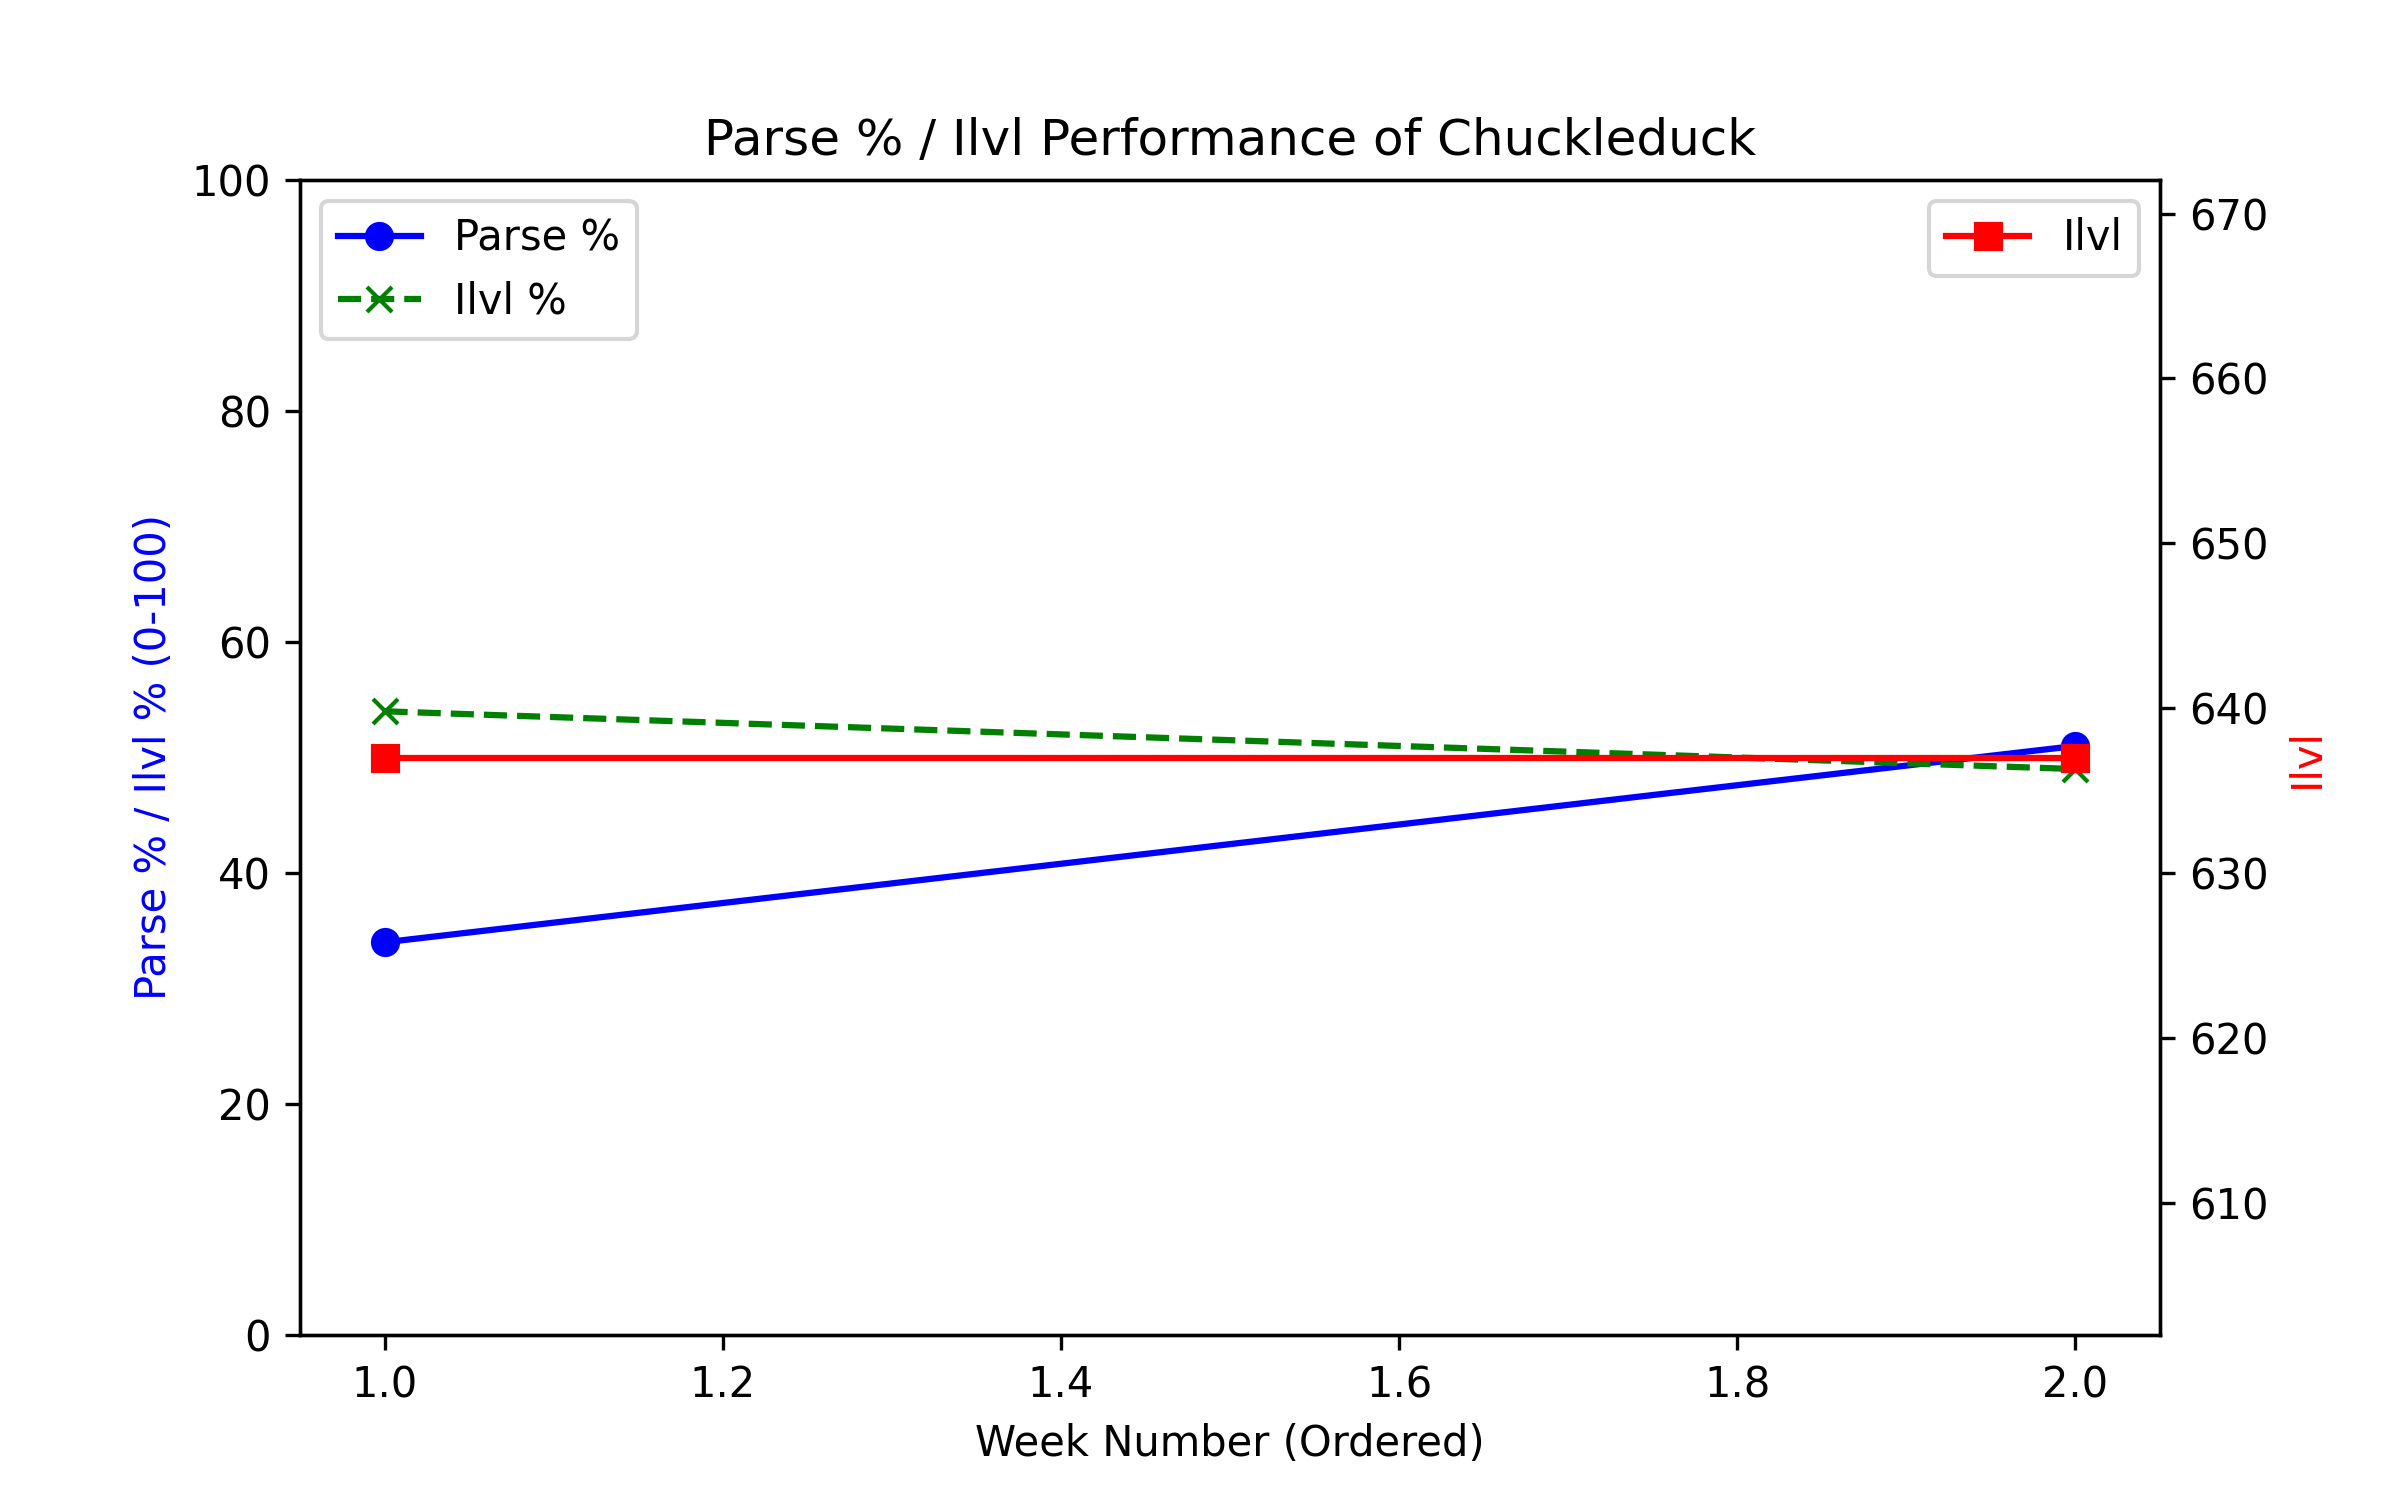 Parse % / Ilvl Performance of Chuckleduck
Parse %
Ilvl %
Ilvl
100
80
60
40
20
0
Parse % / Ilvl % (0-100)
670
660
650
640
630
620
610
Ilvl
1.0 1.2 1.4 1.6 1.8 2.0
Week Number (Ordered)